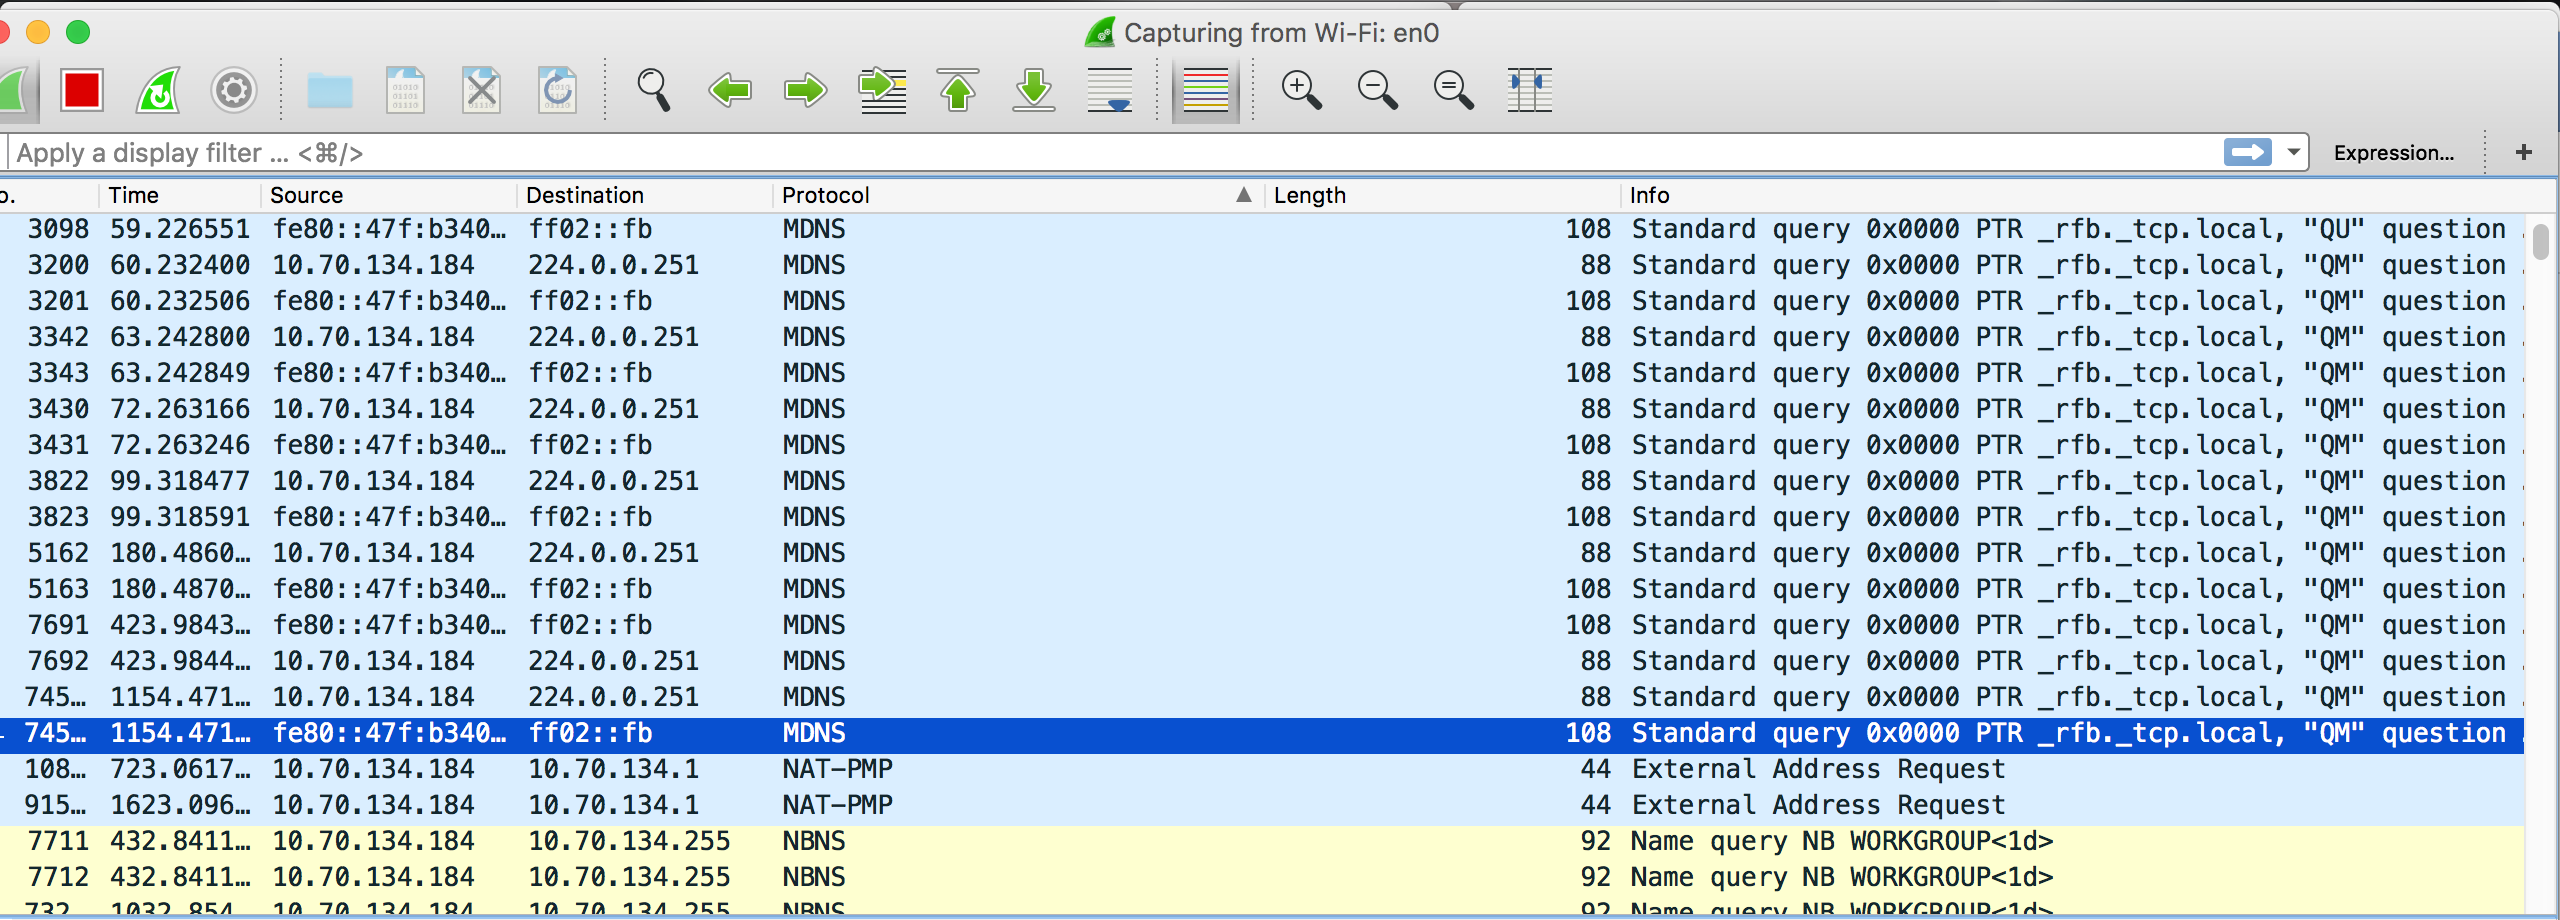 Capturing from Wi-Fi: en0
Apply a display filter ... <⌘/>
Expression...
+
Time Source Destination Protocol Length Info
3098 59.226551 fe80::47f:b340… ff02::fb MDNS 108 Standard query 0x0000 PTR _rfb._tcp.local, "QU" question
3200 60.232400 10.70.134.184 224.0.0.251 MDNS 88 Standard query 0x0000 PTR _rfb._tcp.local, "QM" question
3201 60.232506 fe80::47f:b340… ff02::fb MDNS 108 Standard query 0x0000 PTR _rfb._tcp.local, "QM" question
3342 63.242800 10.70.134.184 224.0.0.251 MDNS 88 Standard query 0x0000 PTR _rfb._tcp.local, "QM" question
3343 63.242849 fe80::47f:b340… ff02::fb MDNS 108 Standard query 0x0000 PTR _rfb._tcp.local, "QM" question
3430 72.263166 10.70.134.184 224.0.0.251 MDNS 88 Standard query 0x0000 PTR _rfb._tcp.local, "QM" question
3431 72.263246 fe80::47f:b340… ff02::fb MDNS 108 Standard query 0x0000 PTR _rfb._tcp.local, "QM" question
3822 99.318477 10.70.134.184 224.0.0.251 MDNS 88 Standard query 0x0000 PTR _rfb._tcp.local, "QM" question
3823 99.318591 fe80::47f:b340… ff02::fb MDNS 108 Standard query 0x0000 PTR _rfb._tcp.local, "QM" question
5162 180.4860… 10.70.134.184 224.0.0.251 MDNS 88 Standard query 0x0000 PTR _rfb._tcp.local, "QM" question
5163 180.4870… fe80::47f:b340… ff02::fb MDNS 108 Standard query 0x0000 PTR _rfb._tcp.local, "QM" question
7691 423.9843… fe80::47f:b340… ff02::fb MDNS 108 Standard query 0x0000 PTR _rfb._tcp.local, "QM" question
7692 423.9844… 10.70.134.184 224.0.0.251 MDNS 88 Standard query 0x0000 PTR _rfb._tcp.local, "QM" question
745… 1154.471… 10.70.134.184 224.0.0.251 MDNS 88 Standard query 0x0000 PTR _rfb._tcp.local, "QM" question
745… 1154.471… fe80::47f:b340… ff02::fb MDNS 108 Standard query 0x0000 PTR _rfb._tcp.local, "QM" question
108… 723.0617… 10.70.134.184 10.70.134.1 NAT-PMP 44 External Address Request
915… 1623.096… 10.70.134.184 10.70.134.1 NAT-PMP 44 External Address Request
7711 432.8411… 10.70.134.184 10.70.134.255 NBNS 92 Name query NB WORKGROUP<1d>
7712 432.8411… 10.70.134.184 10.70.134.255 NBNS 92 Name query NB WORKGROUP<1d>
732… 1032.854… 10.70.134.184 10.70.134.255 NBNS 92 Name query NB WORKGROUP<1d>